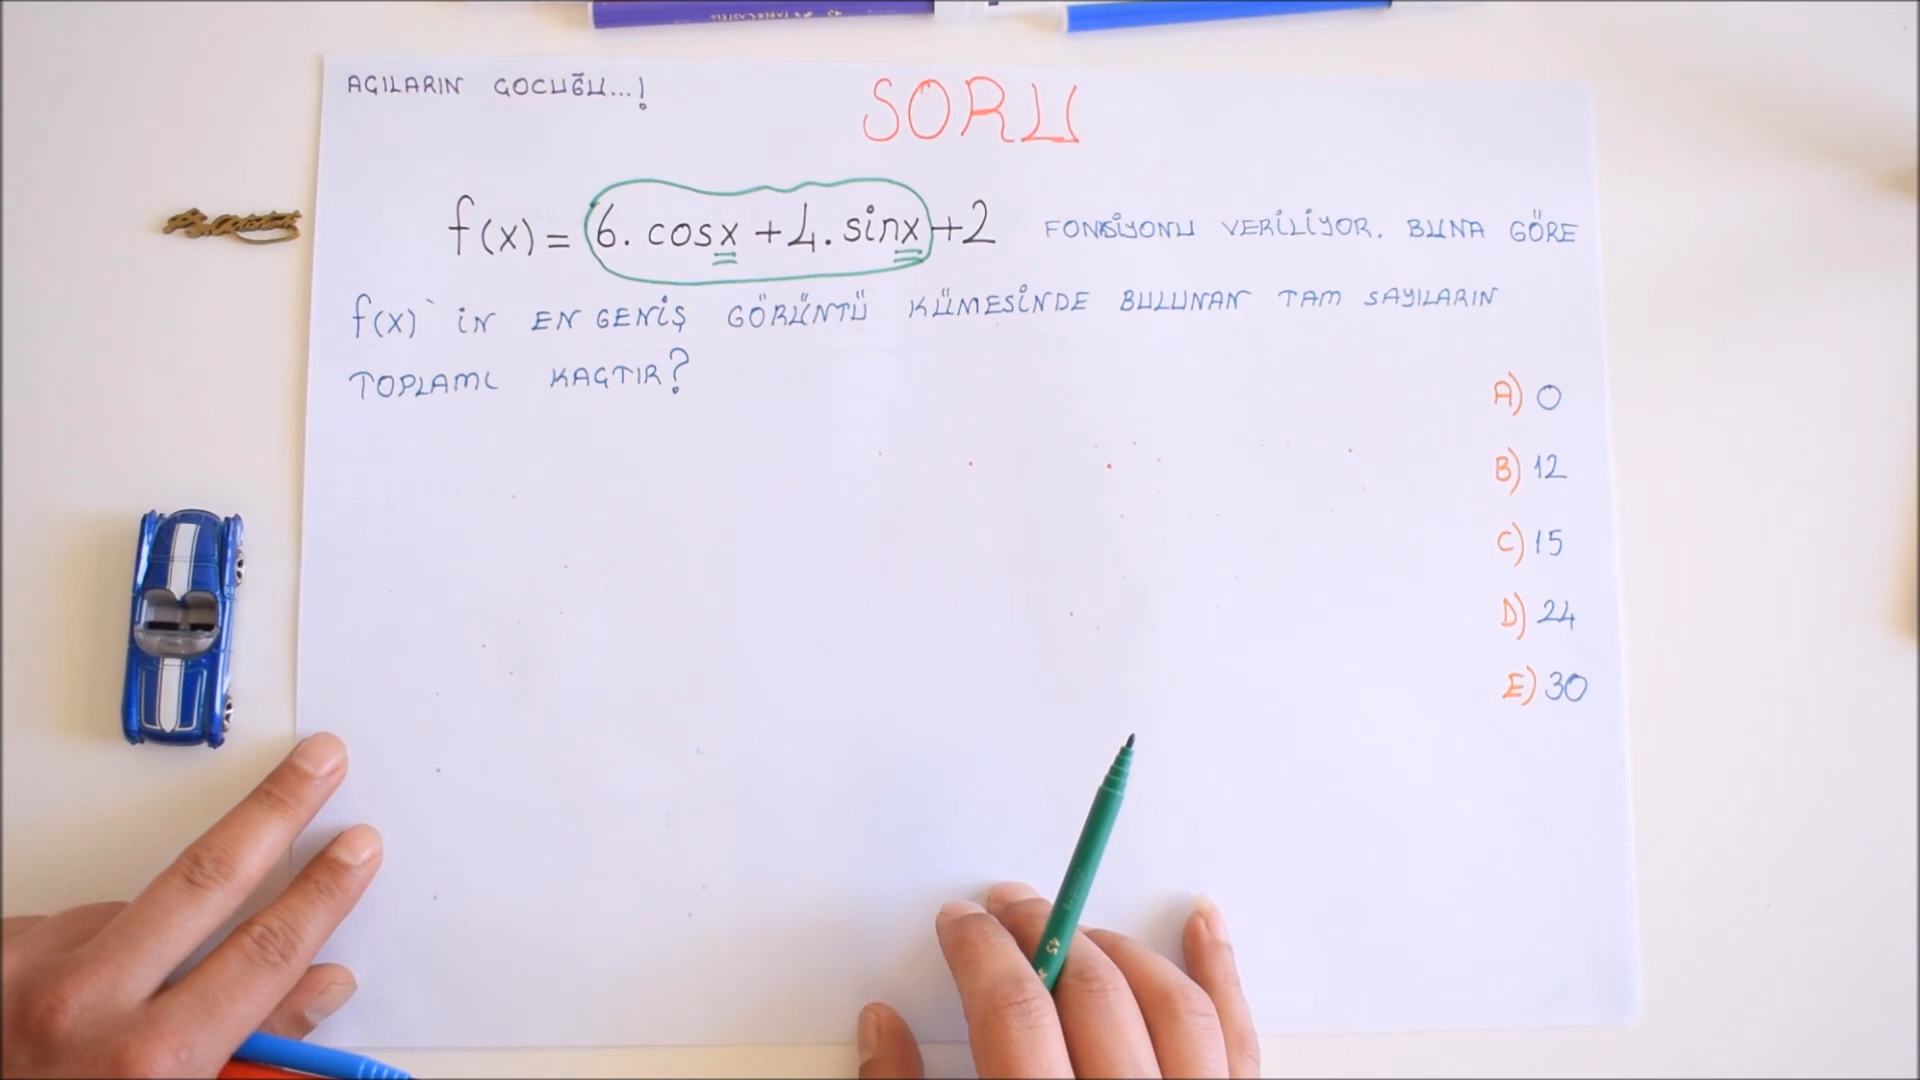 AÇILARIN ÇOCUĞU...!
SORU
f(x) = 6. cosx + 4. sinx + 2 FONKSİYONU VERİLİYOR. BUNA GÖRE
f(x)`in EN GENİŞ GÖRÜNTÜ KÜMESİNDE BULUNAN TAM SAYILARIN
TOPLAMI KAÇTIR?
A) 0
B) 12
C) 15
D) 24
E) 30
45